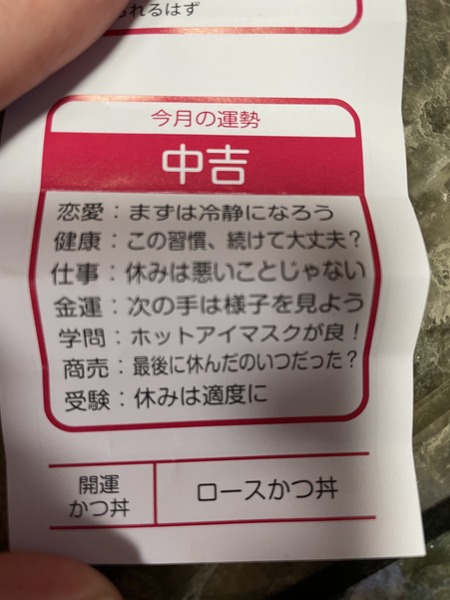 れるはず
今月の運勢
中吉
恋愛：まずは冷静になろう
健康：この習慣、続けて大丈夫？
仕事：休みは悪いことじゃない
金運：次の手は様子を見よう
学問：ホットアイマスクが良！
商売：最後に休んだのいつだった？
受験：休みは適度に
開運
かつ丼
ロースかつ丼